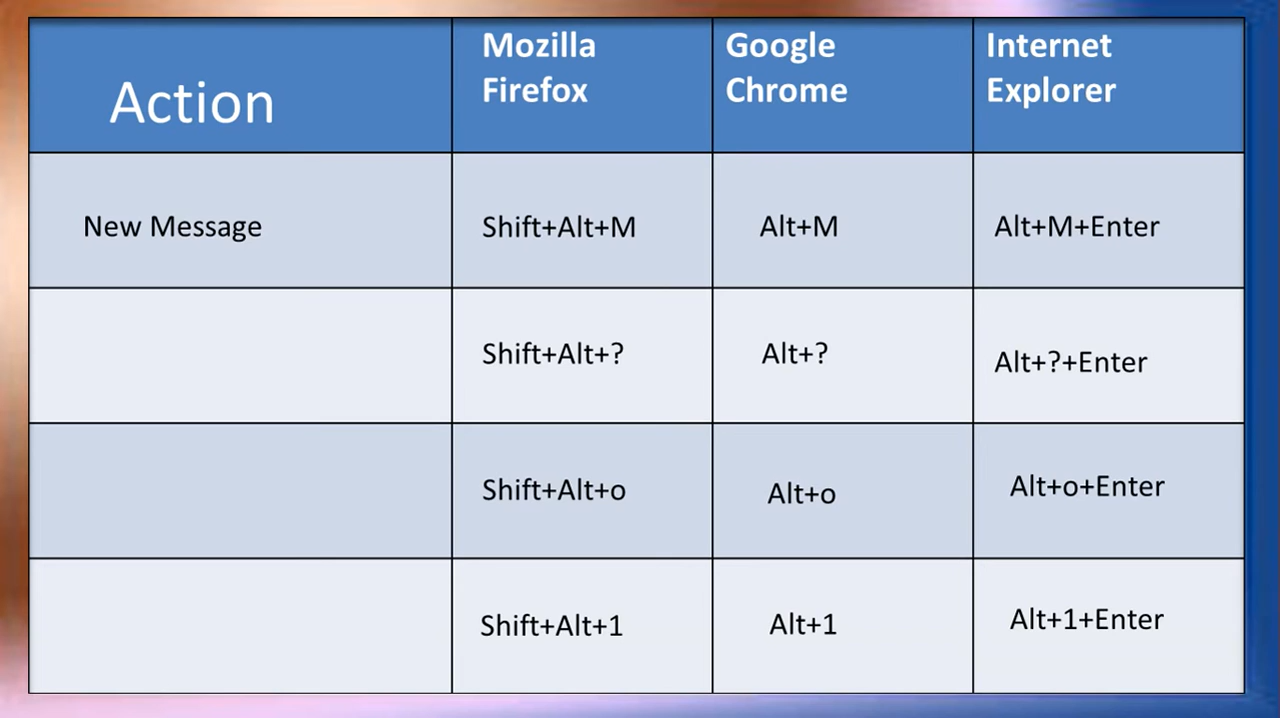 Action
Mozilla
Firefox
Google
Chrome
Internet
Explorer
New Message
Shift+Alt+M
Alt+M
Alt+M+Enter
Shift+Alt+?
Alt+?
Alt+?+Enter
Shift+Alt+o
Alt+o
Alt+o+Enter
Shift+Alt+1
Alt+1
Alt+1+Enter